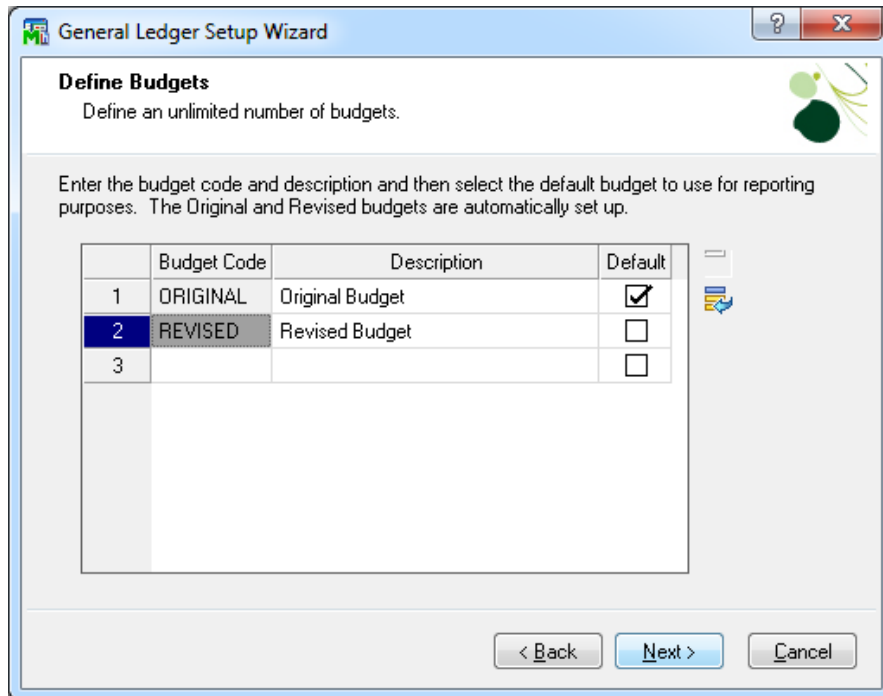 General Ledger Setup Wizard
Define Budgets
Define an unlimited number of budgets.
Enter the budget code and description and then select the default budget to use for reporting
purposes. The Original and Revised budgets are automatically set up.
Budget Code Description Default
1 ORIGINAL Original Budget
2 REVISED Revised Budget
3
< Back Next > Cancel